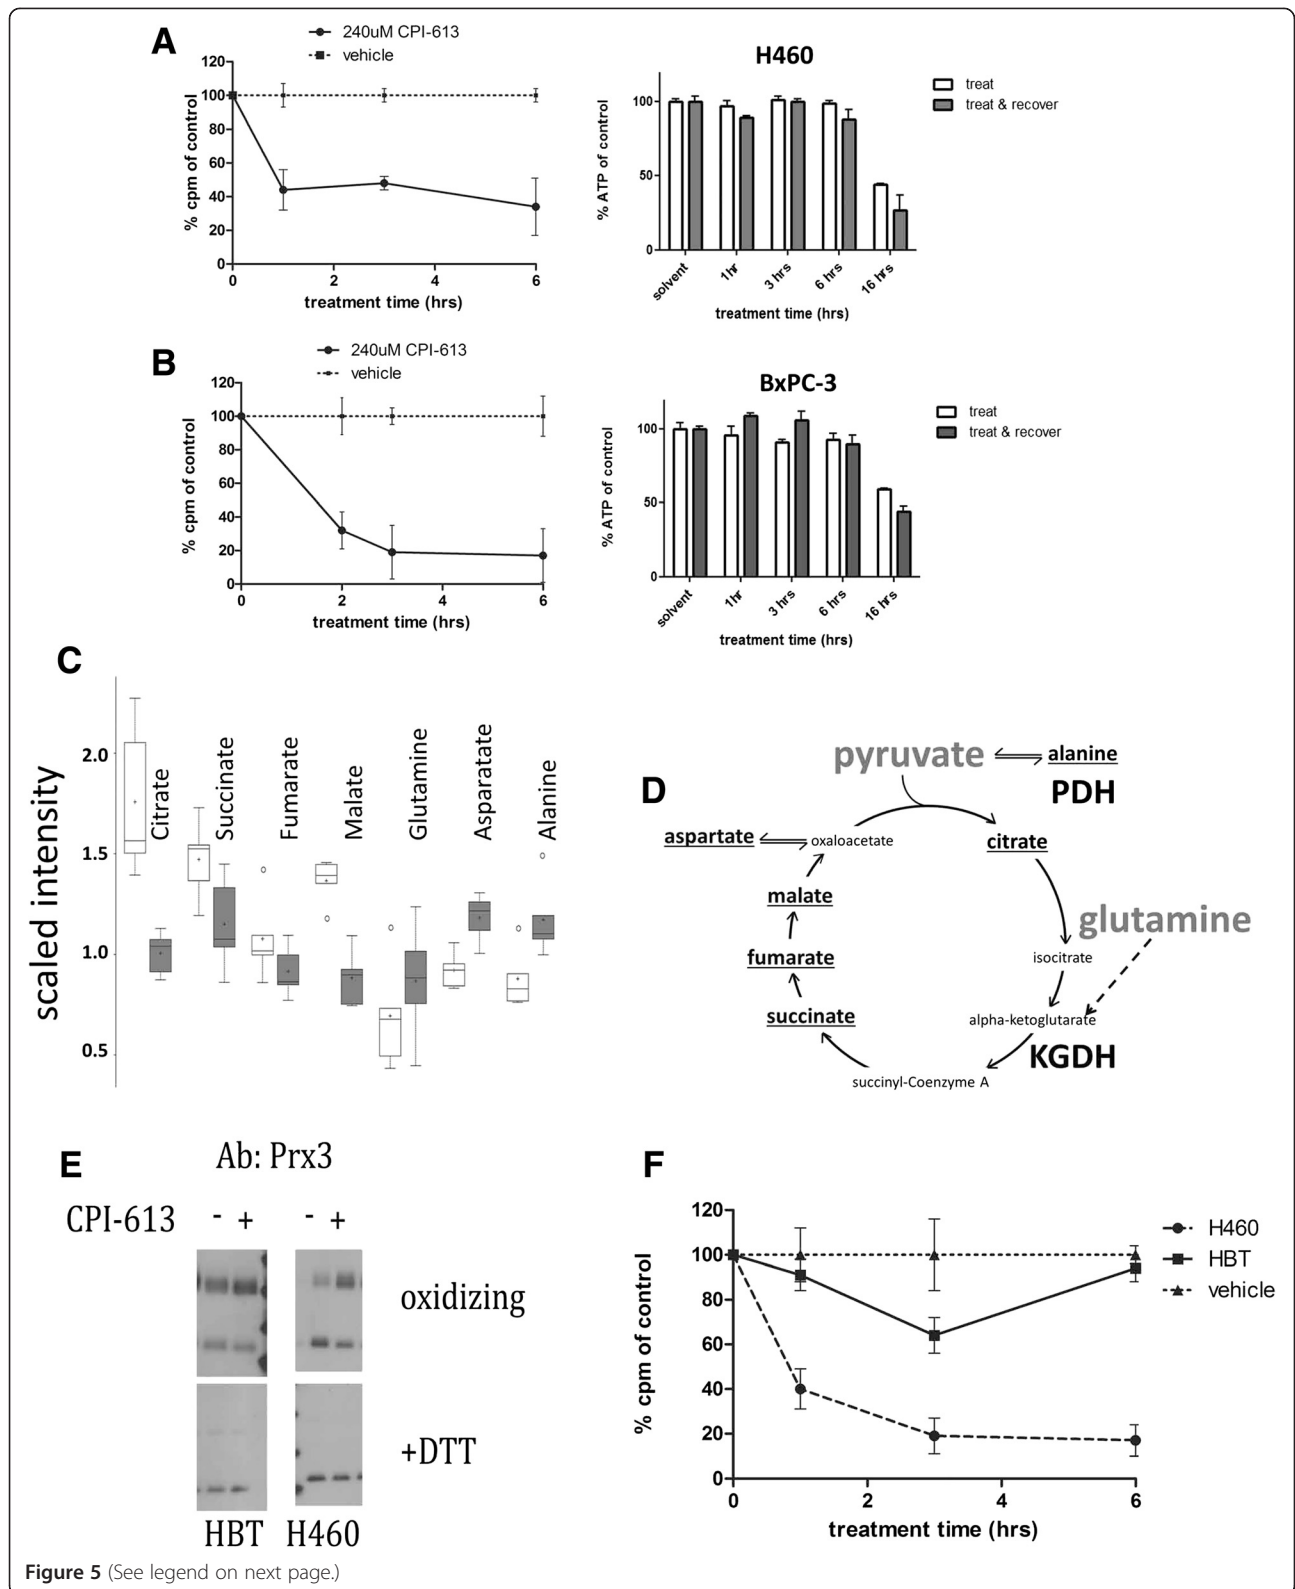 A
240uM CPI-613
vehicle
120
100
80
60
40
20
0
% cpm of control
0
2
4
6
treatment time (hrs)
H460
treat
treat & recover
100
50
0
% ATP of control
solvent
1hr
3 hrs
6 hrs
16 hrs
treatment time (hrs)
B
240uM CPI-613
vehicle
120
100
80
60
40
20
0
% cpm of control
0
2
4
6
treatment time (hrs)
BxPC-3
treat
treat & recover
100
50
0
% ATP of control
solvent
1hr
3 hrs
6 hrs
16 hrs
treatment time (hrs)
C
scaled intensity
2.0
1.5
1.0
0.5
Citrate
Succinate
Fumarate
Malate
Glutamine
Asparatate
Alanine
D
pyruvate
alanine
PDH
aspartate
oxaloacetate
citrate
malate
glutamine
fumarate
isocitrate
succinate
alpha-ketoglutarate
KGDH
succinyl-Coenzyme A
E
Ab: Prx3
CPI-613 - + - +
oxidizing
+DTT
HBT H460
F
120
100
80
60
40
20
0
% cpm of control
0
2
4
6
treatment time (hrs)
H460
HBT
vehicle
Figure 5 (See legend on next page.)